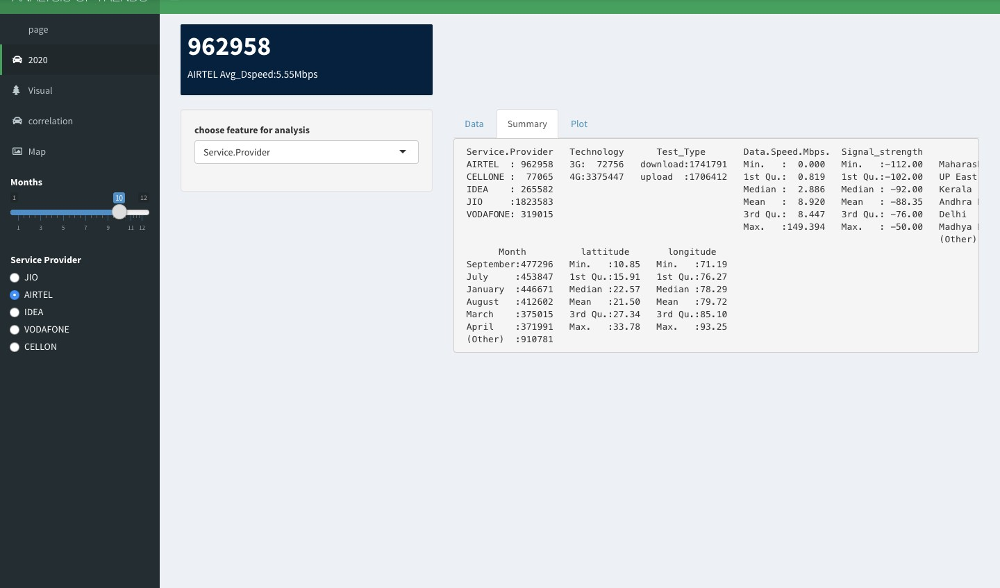 page
2020
Visual
correlation
Map
Months
1 10 12
1 3 5 7 9 11 12
Service Provider
JIO
AIRTEL
IDEA
VODAFONE
CELLON
962958
AIRTEL Avg_Dspeed:5.55Mbps
choose feature for analysis
Service.Provider
Data Summary Plot
Service.Provider Technology Test_Type Data.Speed.Mbps. Signal_strength
AIRTEL : 962958 3G: 72756 download:1741791 Min. : 0.000 Min. :-112.00
CELLONE : 77065 4G:3375447 upload :1706412 1st Qu.: 0.819 1st Qu.:-102.00 UP East
IDEA : 265582 Median : 2.886 Median : -92.00 Kerala
JIO :1823583 Mean : 8.920 Mean : -88.35 Andhra
VODAFONE: 319015 3rd Qu.: 8.447 3rd Qu.: -76.00 Delhi
Max. :149.394 Max. : -50.00 Madhya
(Other)
Month lattitude longitude
September:477296 Min. :10.85 Min. :71.19
July :453847 1st Qu.:15.91 1st Qu.:76.27
January :446671 Median :22.57 Median :78.29
August :412602 Mean :21.50 Mean :79.72
March :375015 3rd Qu.:27.34 3rd Qu.:85.10
April :371991 Max. :33.78 Max. :93.25
(Other) :910781